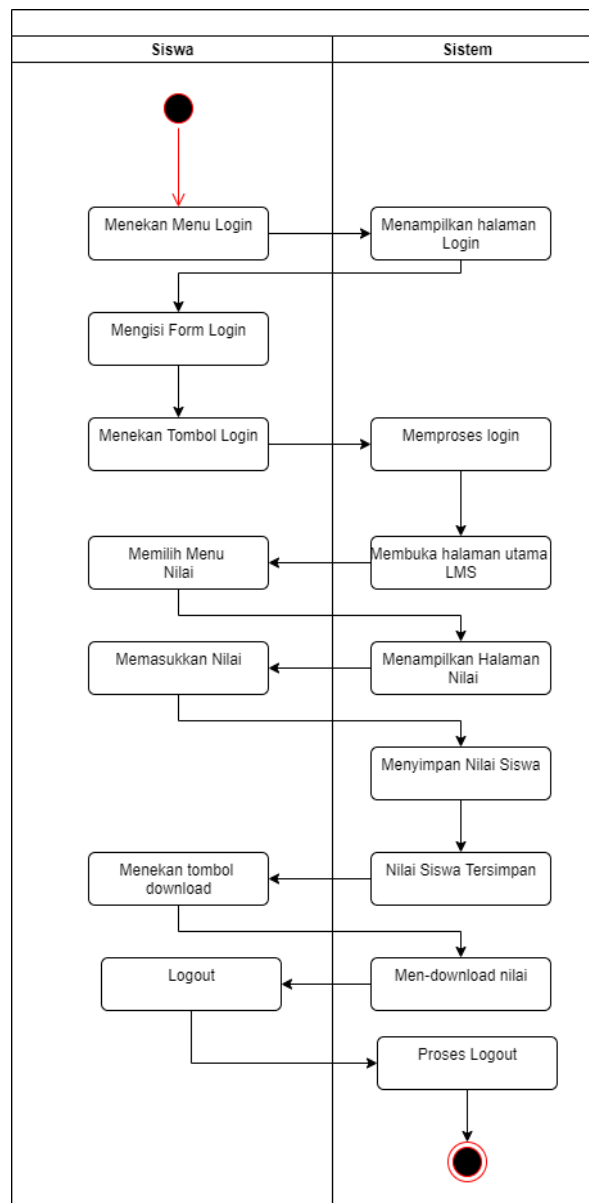 Siswa
Sistem
Menekan Menu Login
Menampilkan halaman
Login
Mengisi Form Login
Menekan Tombol Login
Memproses login
Memilih Menu
Nilai
Membuka halaman utama
LMS
Memasukkan Nilai
Menampilkan Halaman
Nilai
Menyimpan Nilai Siswa
Menekan tombol
download
Nilai Siswa Tersimpan
Logout
Men-download nilai
Proses Logout